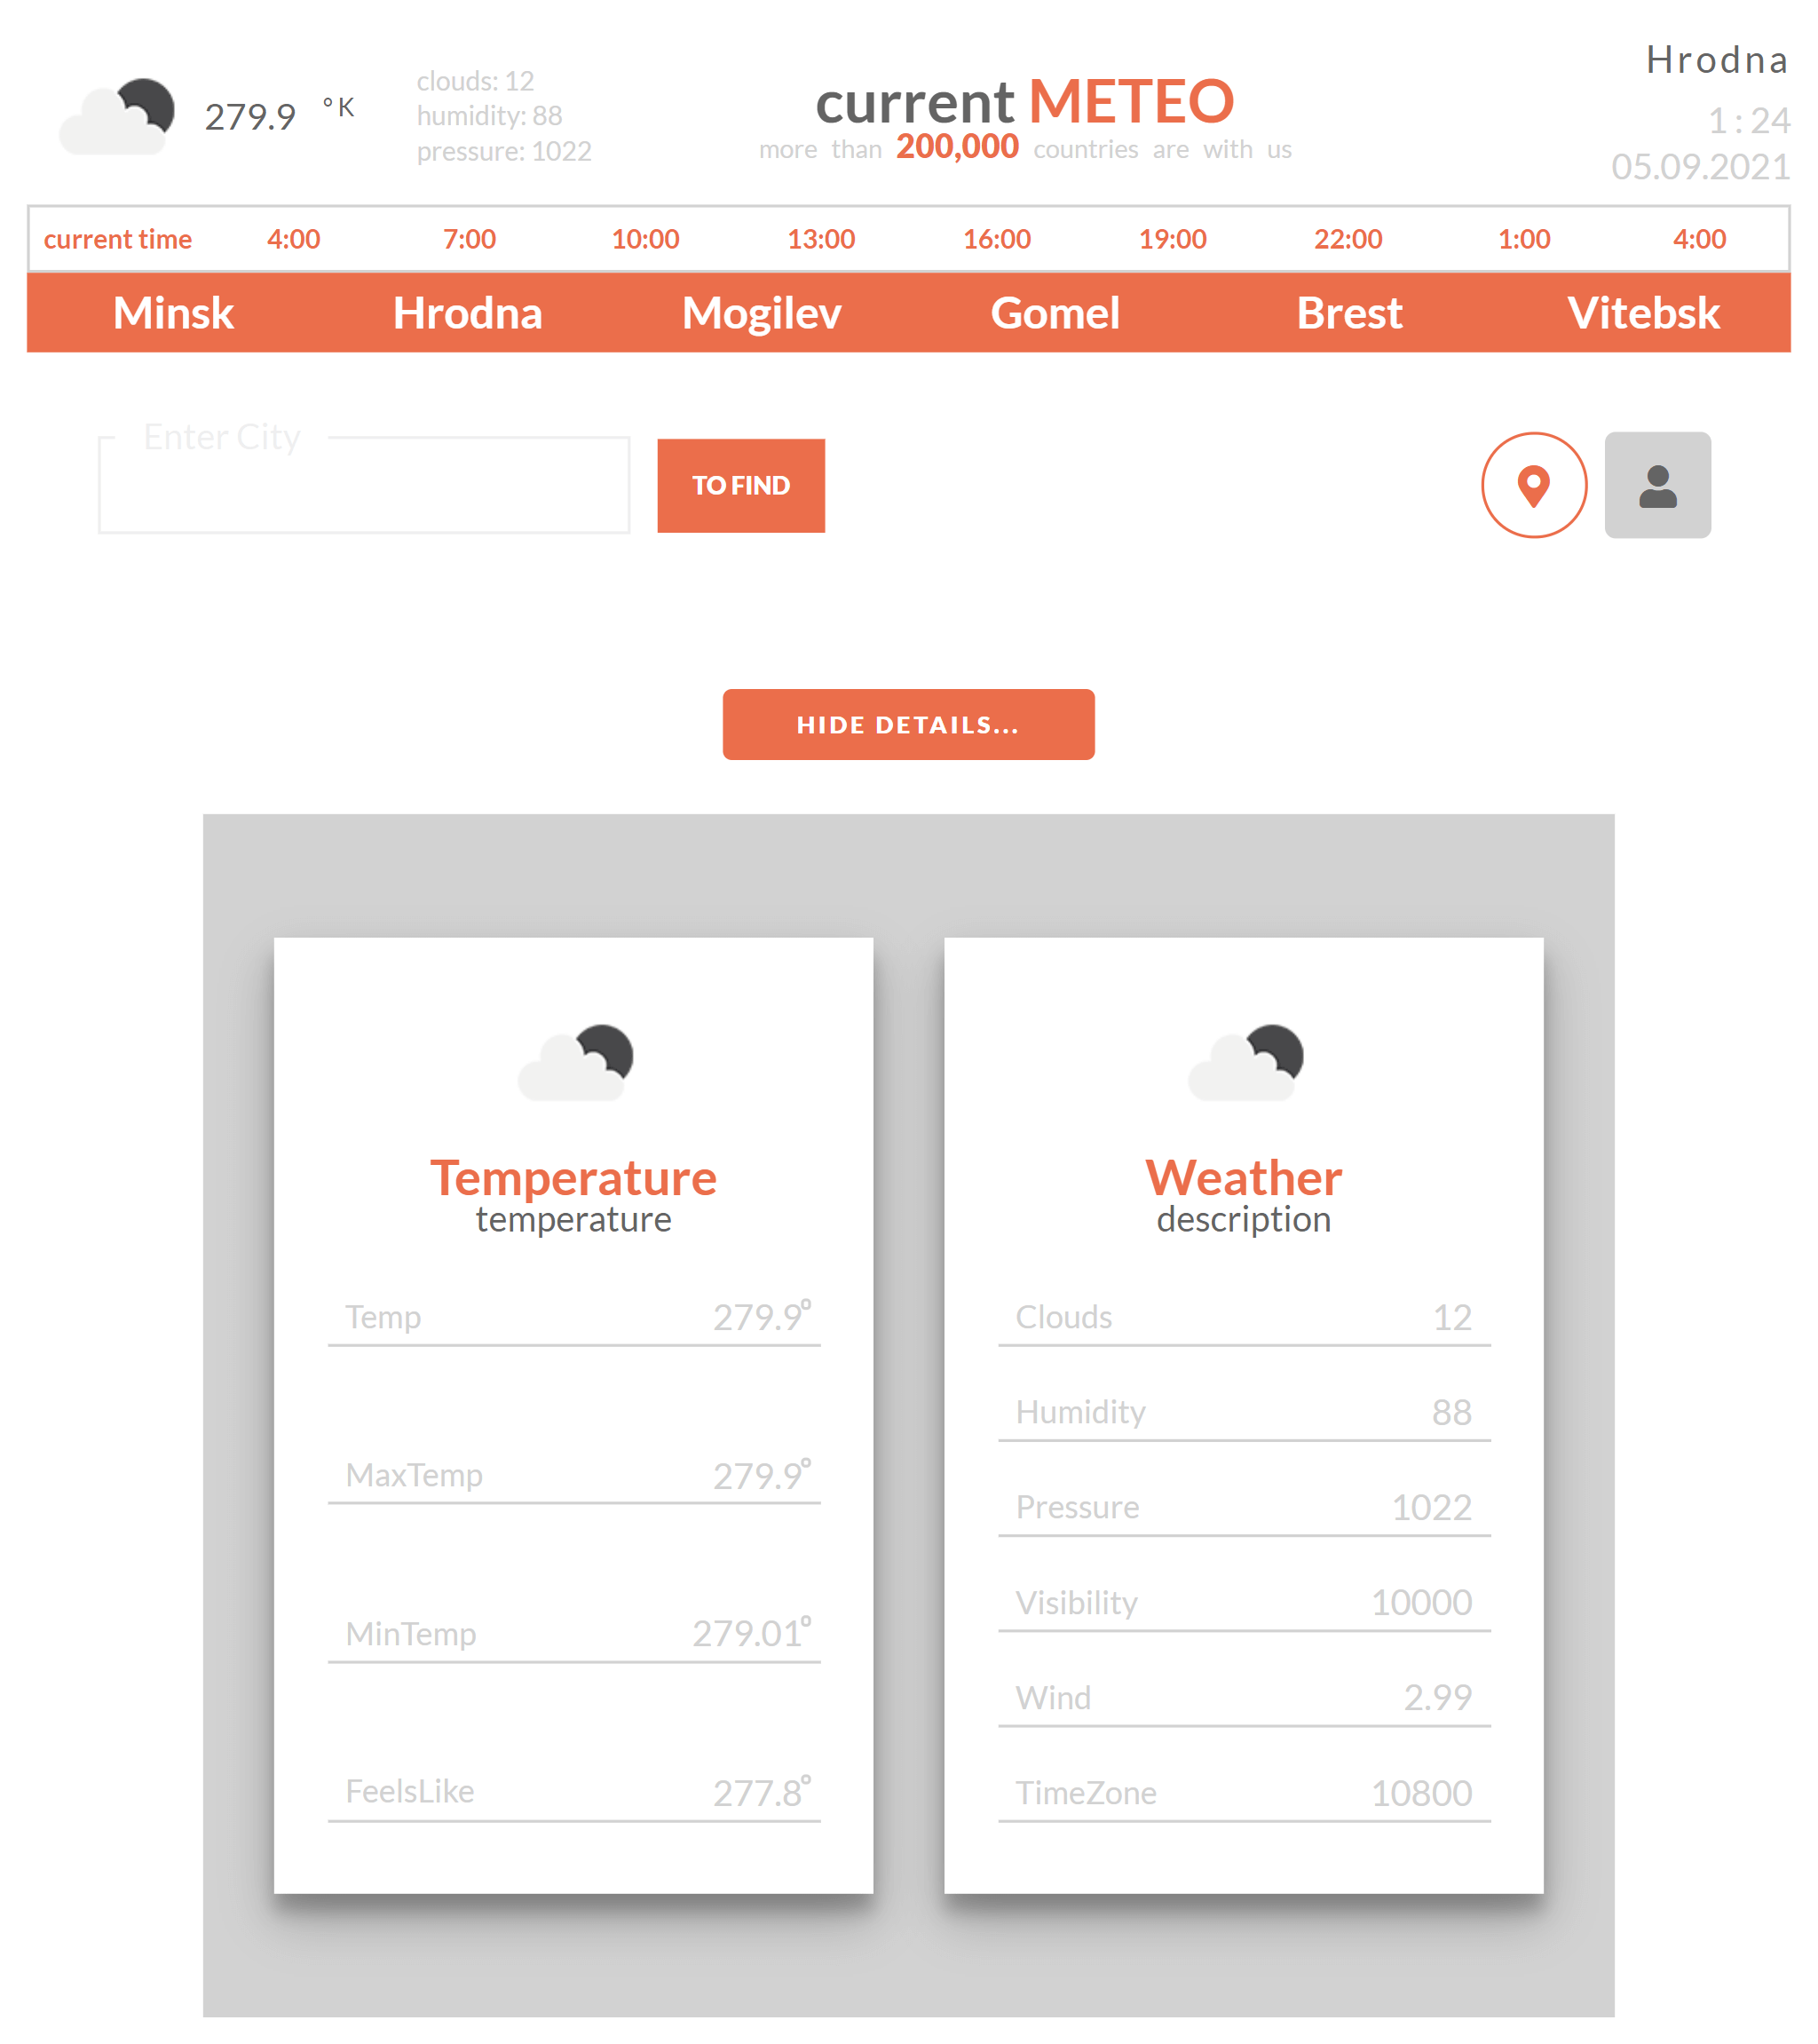 279.9 °K
clouds: 12
humidity: 88
pressure: 1022
current METEO
more than 200,000 countries are with us
Hrodna
1 : 24
05.09.2021
current time 4:00 7:00 10:00 13:00 16:00 19:00 22:00 1:00 4:00
Minsk Hrodna Mogilev Gomel Brest Vitebsk
Enter City
TO FIND
HIDE DETAILS...
Temperature
temperature
Temp 279.9°
MaxTemp 279.9°
MinTemp 279.01°
FeelsLike 277.8°
Weather
description
Clouds 12
Humidity 88
Pressure 1022
Visibility 10000
Wind 2.99
TimeZone 10800